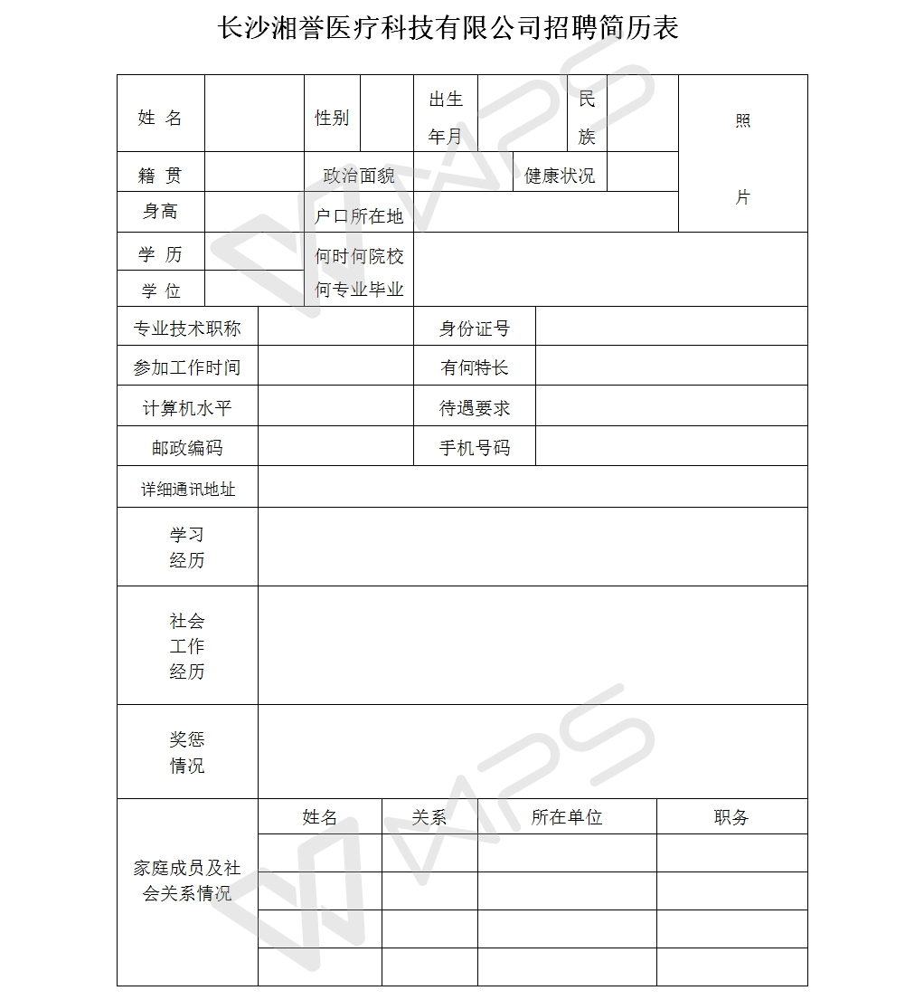 长沙湘誉医疗科技有限公司招聘简历表
姓 名
性别
出生
年月
民
族
照
片
籍 贯
政治面貌
健康状况
身高
户口所在地
学 历
何时何院校
何专业毕业
学 位
专业技术职称
身份证号
参加工作时间
有何特长
计算机水平
待遇要求
邮政编码
手机号码
详细通讯地址
学习
经历
社会
工作
经历
奖惩
情况
家庭成员及社
会关系情况
姓名
关系
所在单位
职务
WPS
WPS